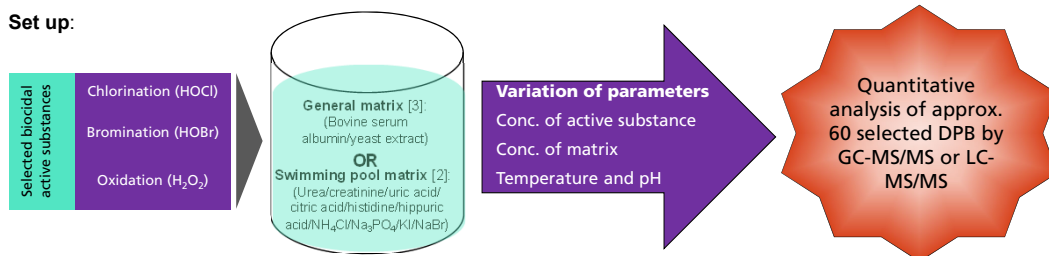 Set up:
Selected biocidal
active substances
Chlorination (HOCl)
Bromination (HOBr)
Oxidation (H₂O₂)
General matrix [3]:
(Bovine serum
albumin/yeast extract)
OR
Swimming pool matrix [2]:
(Urea/creatinine/uric acid/
citric acid/histidine/hippuric
acid/NH₄Cl/Na₃PO₄/KI/NaBr)
Variation of parameters
Conc. of active substance
Conc. of matrix
Temperature and pH
Quantitative
analysis of approx.
60 selected DPB by
GC-MS/MS or LC-
MS/MS